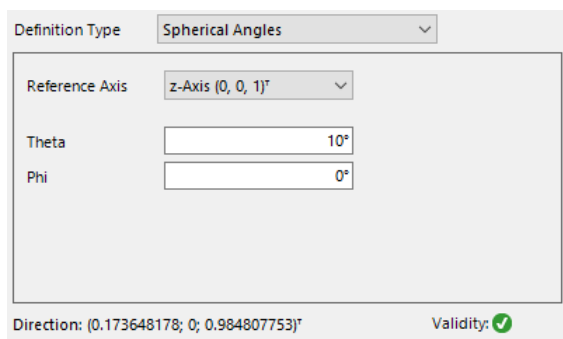 Definition Type Spherical Angles
Reference Axis z-Axis (0, 0, 1)ᵀ
Theta 10°
Phi 0°
Direction: (0.173648178; 0; 0.984807753)ᵀ Validity: